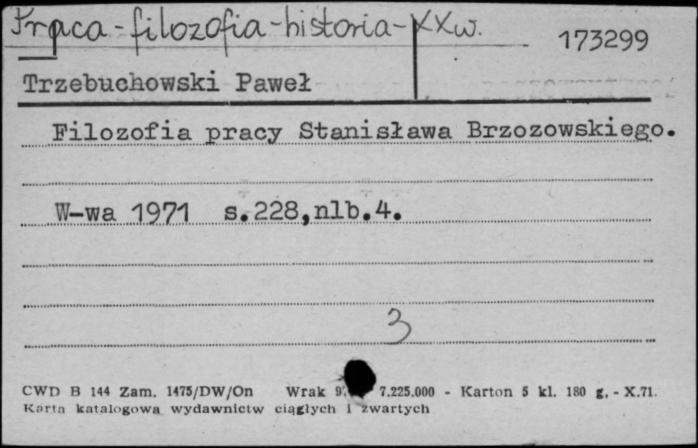 Praca-filozofia-historia-XXw.
173299
Trzebuchowski Paweł
Filozofia pracy Stanisława Brzozowskiego.
W-wa 1971 s.228,nlb.4.
3
CWD B 144 Zam. 1475/DW/On Wrak 7.225.000 - Karton 5 kl. 180 g. - X.71.
Karta katalogowa wydawnictw ciągłych i zwartych